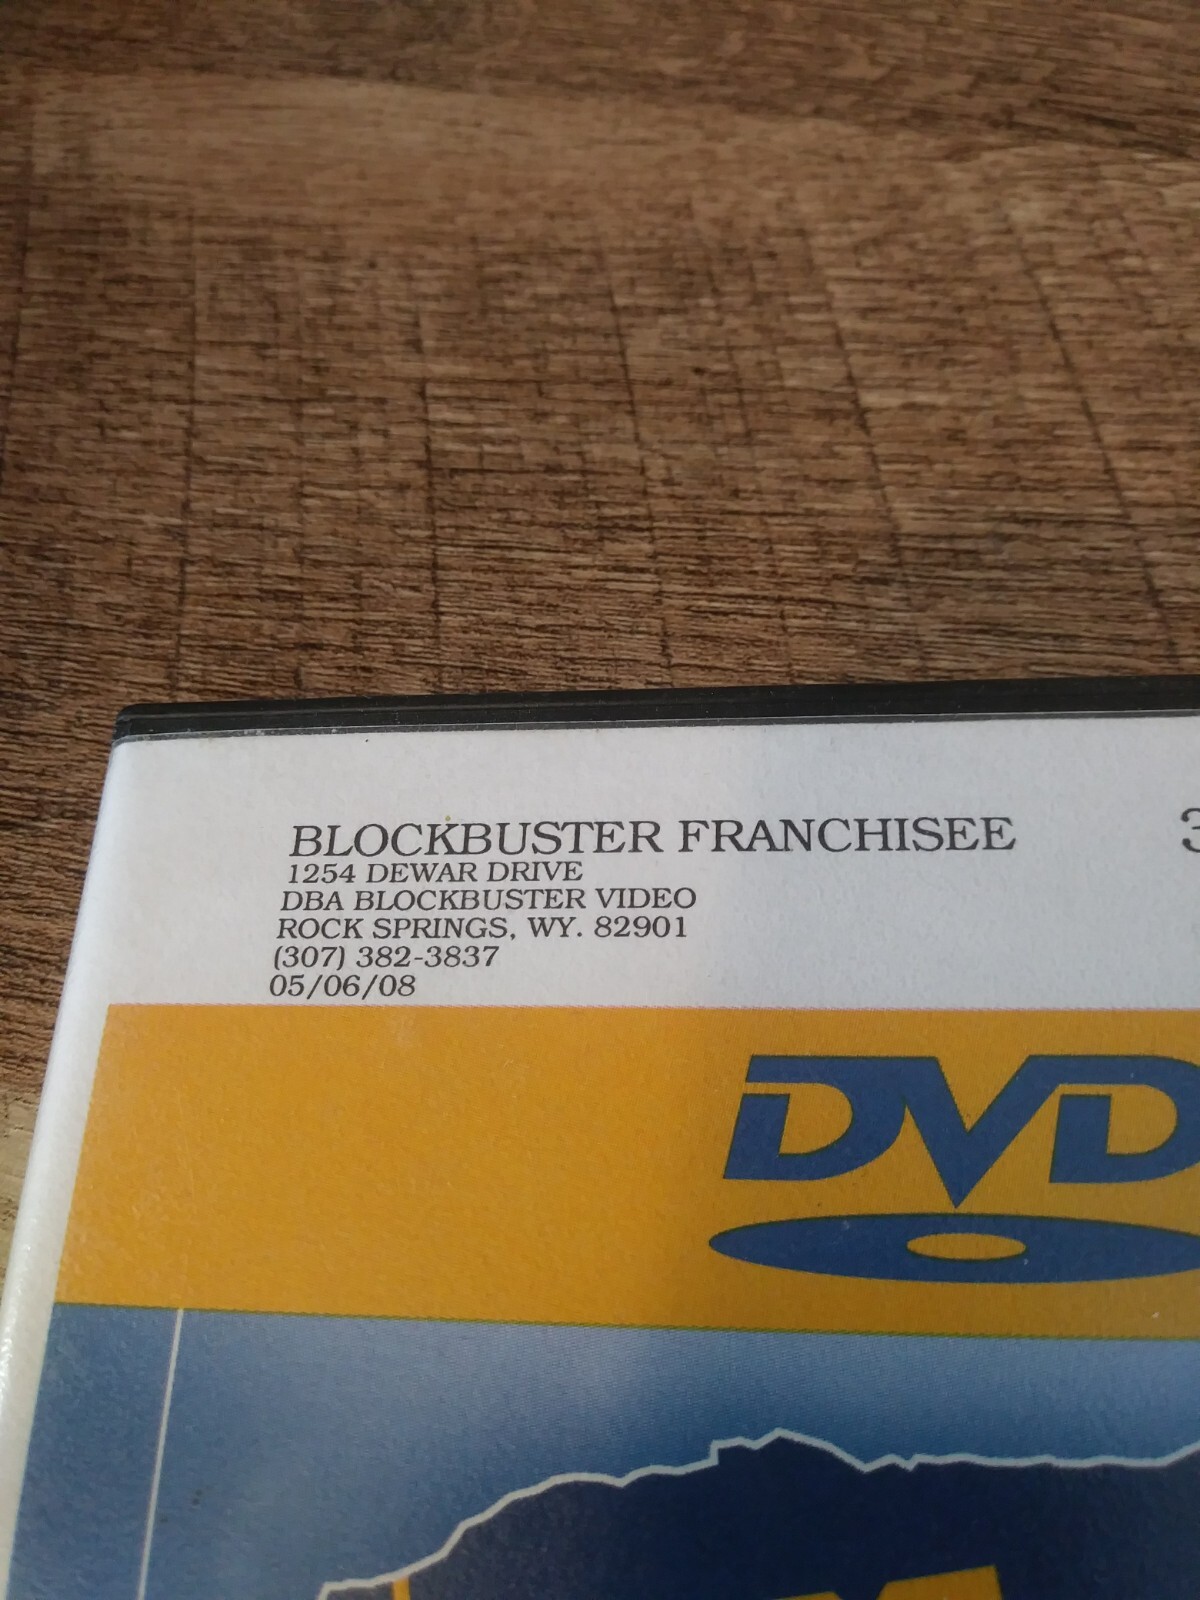 BLOCKBUSTER FRANCHISEE 3
1254 DEWAR DRIVE
DBA BLOCKBUSTER VIDEO
ROCK SPRINGS, WY. 82901
(307) 382-3837
05/06/08
DVD